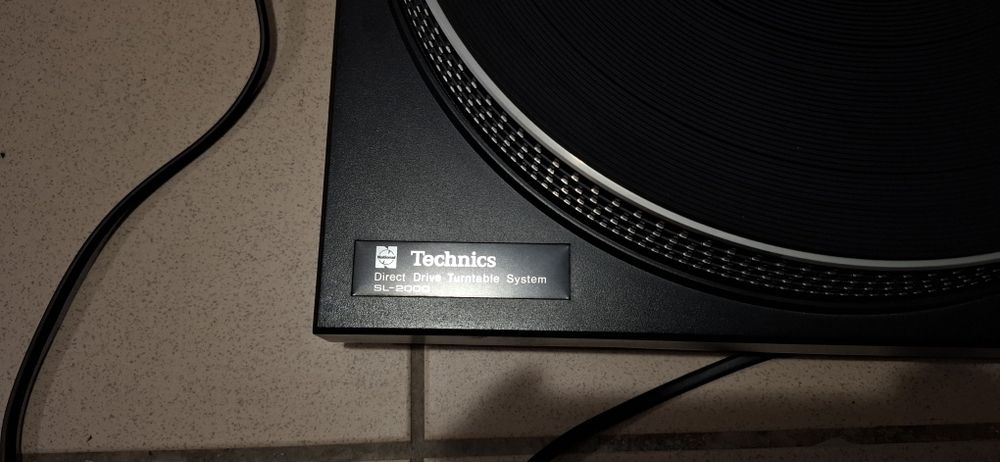 Technics
Direct Drive Turntable System
SL-2000